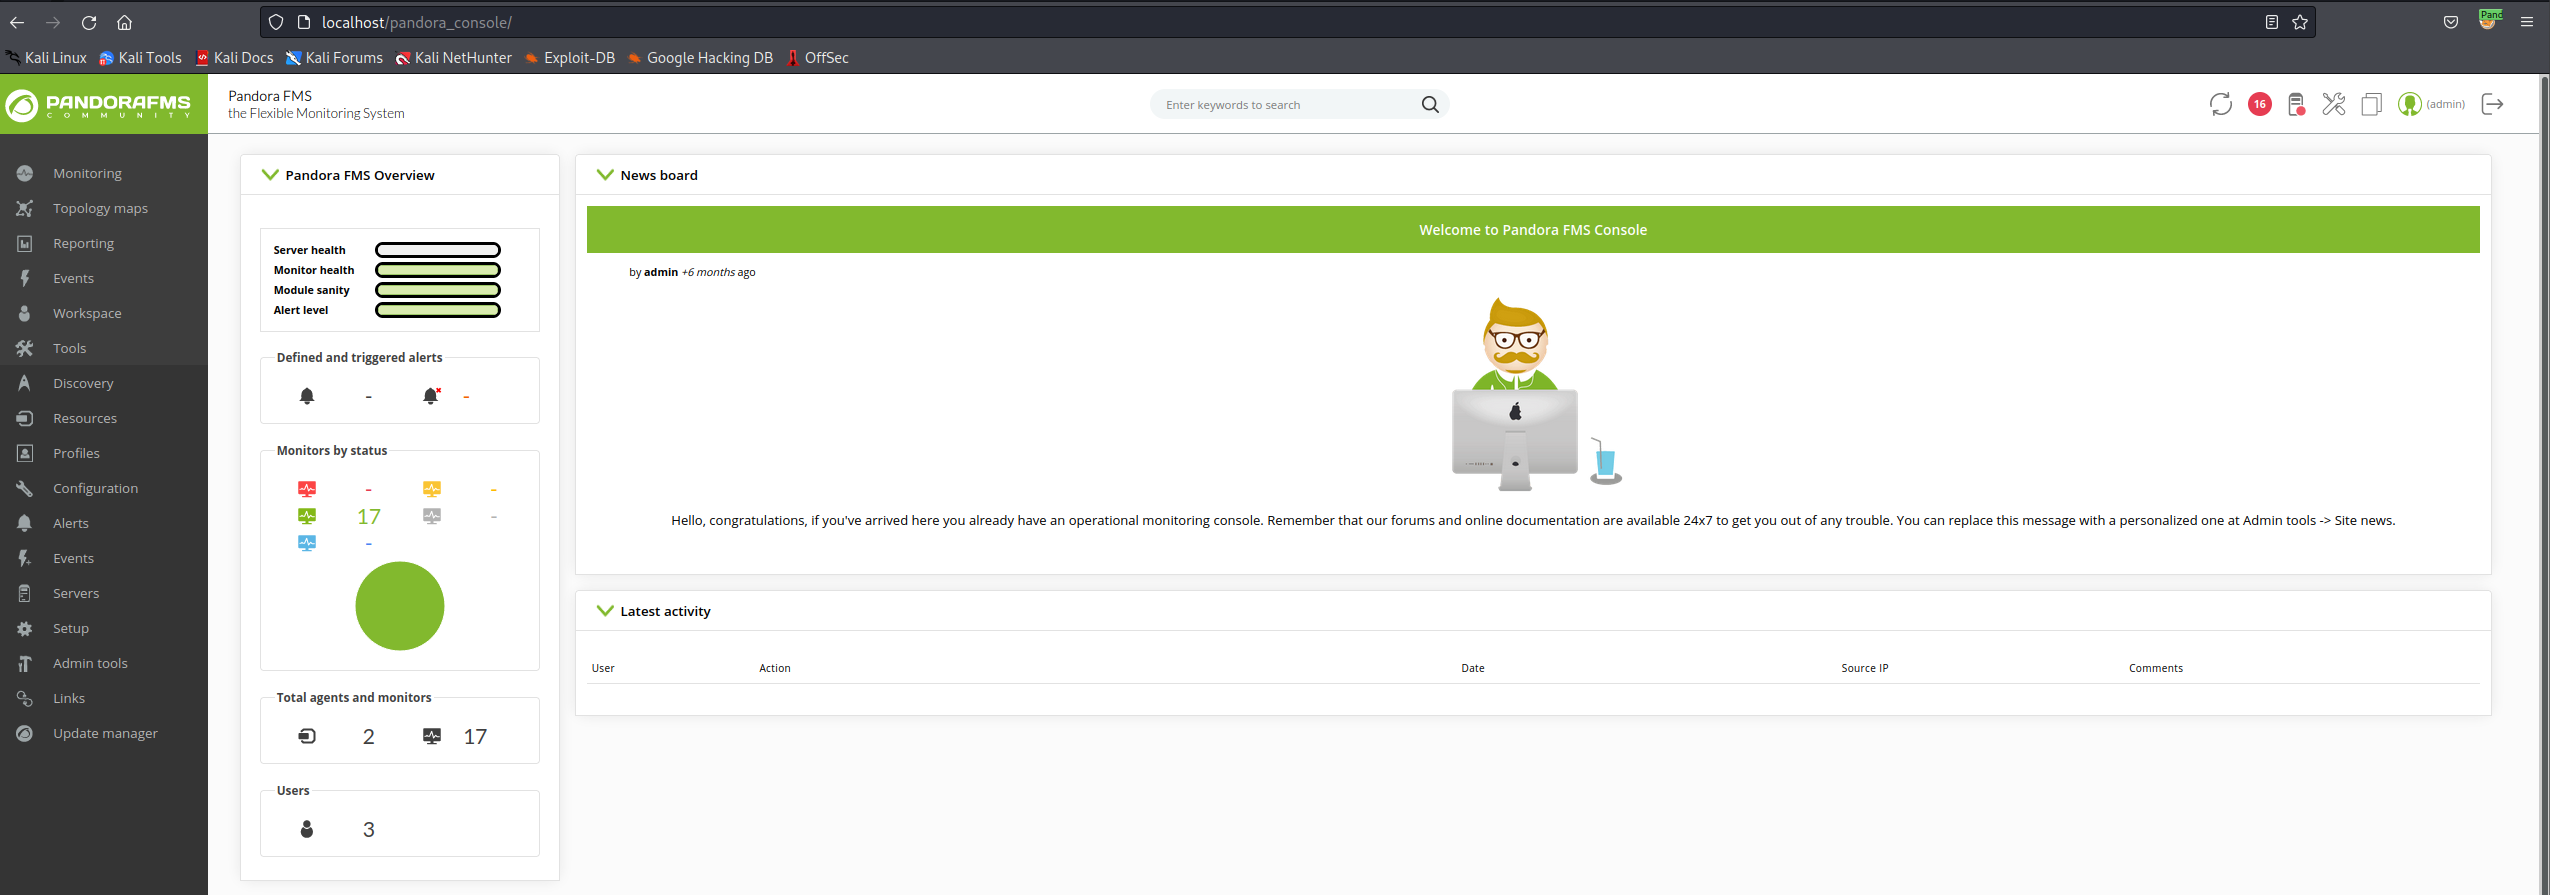 localhost/pandora_console/
Pand
Kali Linux Kali Tools Kali Docs Kali Forums Kali NetHunter Exploit-DB Google Hacking DB OffSec
PANDORAFMS
COMMUNITY
Pandora FMS
the Flexible Monitoring System
Enter keywords to search
16
(admin)
Monitoring
Topology maps
Reporting
Events
Workspace
Tools
Discovery
Resources
Profiles
Configuration
Alerts
Events
Servers
Setup
Admin tools
Links
Update manager
Pandora FMS Overview
Server health
Monitor health
Module sanity
Alert level
Defined and triggered alerts
- -
Monitors by status
- -
17 -
-
Total agents and monitors
2 17
Users
3
News board
Welcome to Pandora FMS Console
by admin +6 months ago
Hello, congratulations, if you've arrived here you already have an operational monitoring console. Remember that our forums and online documentation are available 24x7 to get you out of any trouble. You can replace this message with a personalized one at Admin tools -> Site news.
Latest activity
User Action Date Source IP Comments